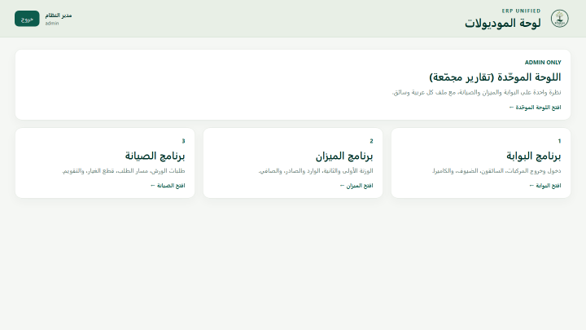 ERP UNIFIED
لوحة الموديولات
مدير النظام
admin
خروج
ADMIN ONLY
اللوحة الموحّدة (تقارير مجمّعة)
نظرة واحدة على البوابة والميزان والصيانة، مع ملف كل عربية وسائق.
افتح اللوحة الموحّدة ←
1
برنامج البوابة
دخول وخروج المركبات، السائقون، الضيوف، والكاميرا.
افتح البوابة ←
2
برنامج الميزان
الوزنة الأولى والثانية، الوارد والصادر، والصافي.
افتح الميزان ←
3
برنامج الصيانة
طلبات الورش، مسار الطلب، قطع الغيار، والتقويم.
افتح الصيانة ←